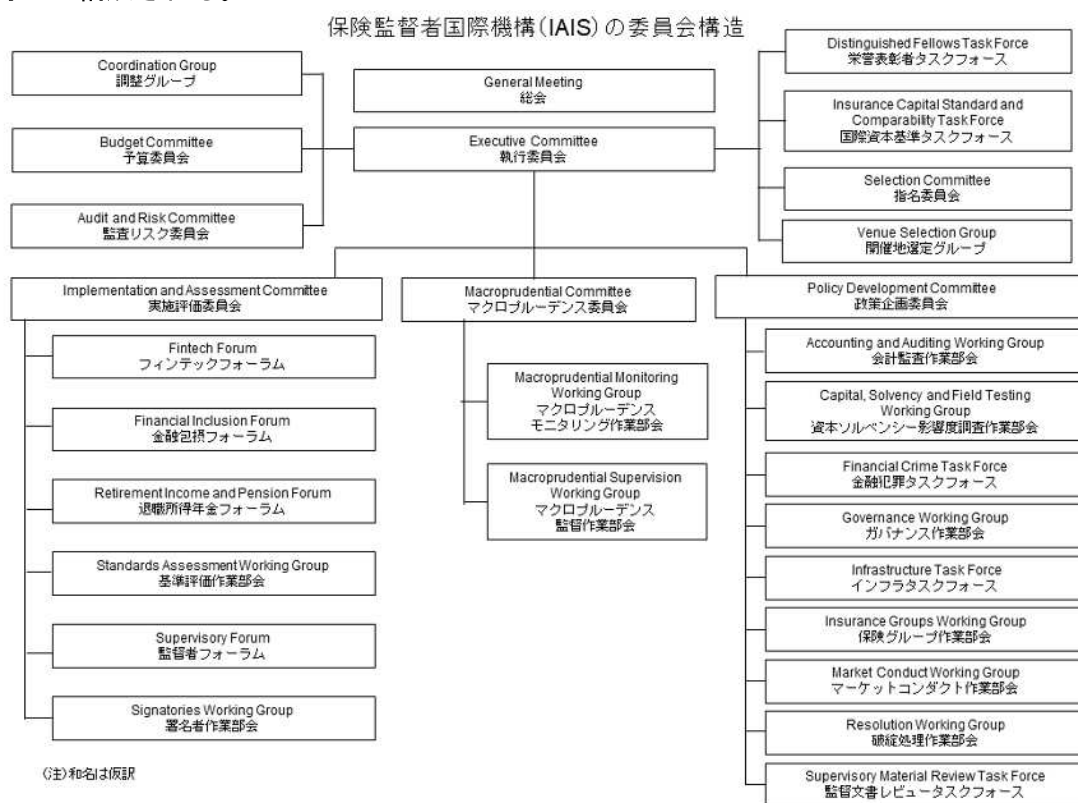 保険監督者国際機構(IAIS)の委員会構造
Coordination Group
調整グループ
Budget Committee
予算委員会
Audit and Risk Committee
監査リスク委員会
General Meeting
総会
Executive Committee
執行委員会
Distinguished Fellows Task Force
栄誉表彰者タスクフォース
Insurance Capital Standard and
Comparability Task Force
国際資本基準タスクフォース
Selection Committee
指名委員会
Venue Selection Group
開催地選定グループ
Implementation and Assessment Committee
実施評価委員会
Fintech Forum
フィンテックフォーラム
Financial Inclusion Forum
金融包摂フォーラム
Retirement Income and Pension Forum
退職所得年金フォーラム
Standards Assessment Working Group
基準評価作業部会
Supervisory Forum
監督者フォーラム
Signatories Working Group
署名者作業部会
Macroprudential Committee
マクロプルーデンス委員会
Macroprudential Monitoring
Working Group
マクロプルーデンス
モニタリング作業部会
Macroprudential Supervision
Working Group
マクロプルーデンス
監督作業部会
Policy Development Committee
政策企画委員会
Accounting and Auditing Working Group
会計監査作業部会
Capital, Solvency and Field Testing
Working Group
資本ソルベンシー影響度調査作業部会
Financial Crime Task Force
金融犯罪タスクフォース
Governance Working Group
ガバナンス作業部会
Infrastructure Task Force
インフラタスクフォース
Insurance Groups Working Group
保険グループ作業部会
Market Conduct Working Group
マーケットコンダクト作業部会
Resolution Working Group
破綻処理作業部会
Supervisory Material Review Task Force
監督文書レビュータスクフォース
(注)和名は仮訳